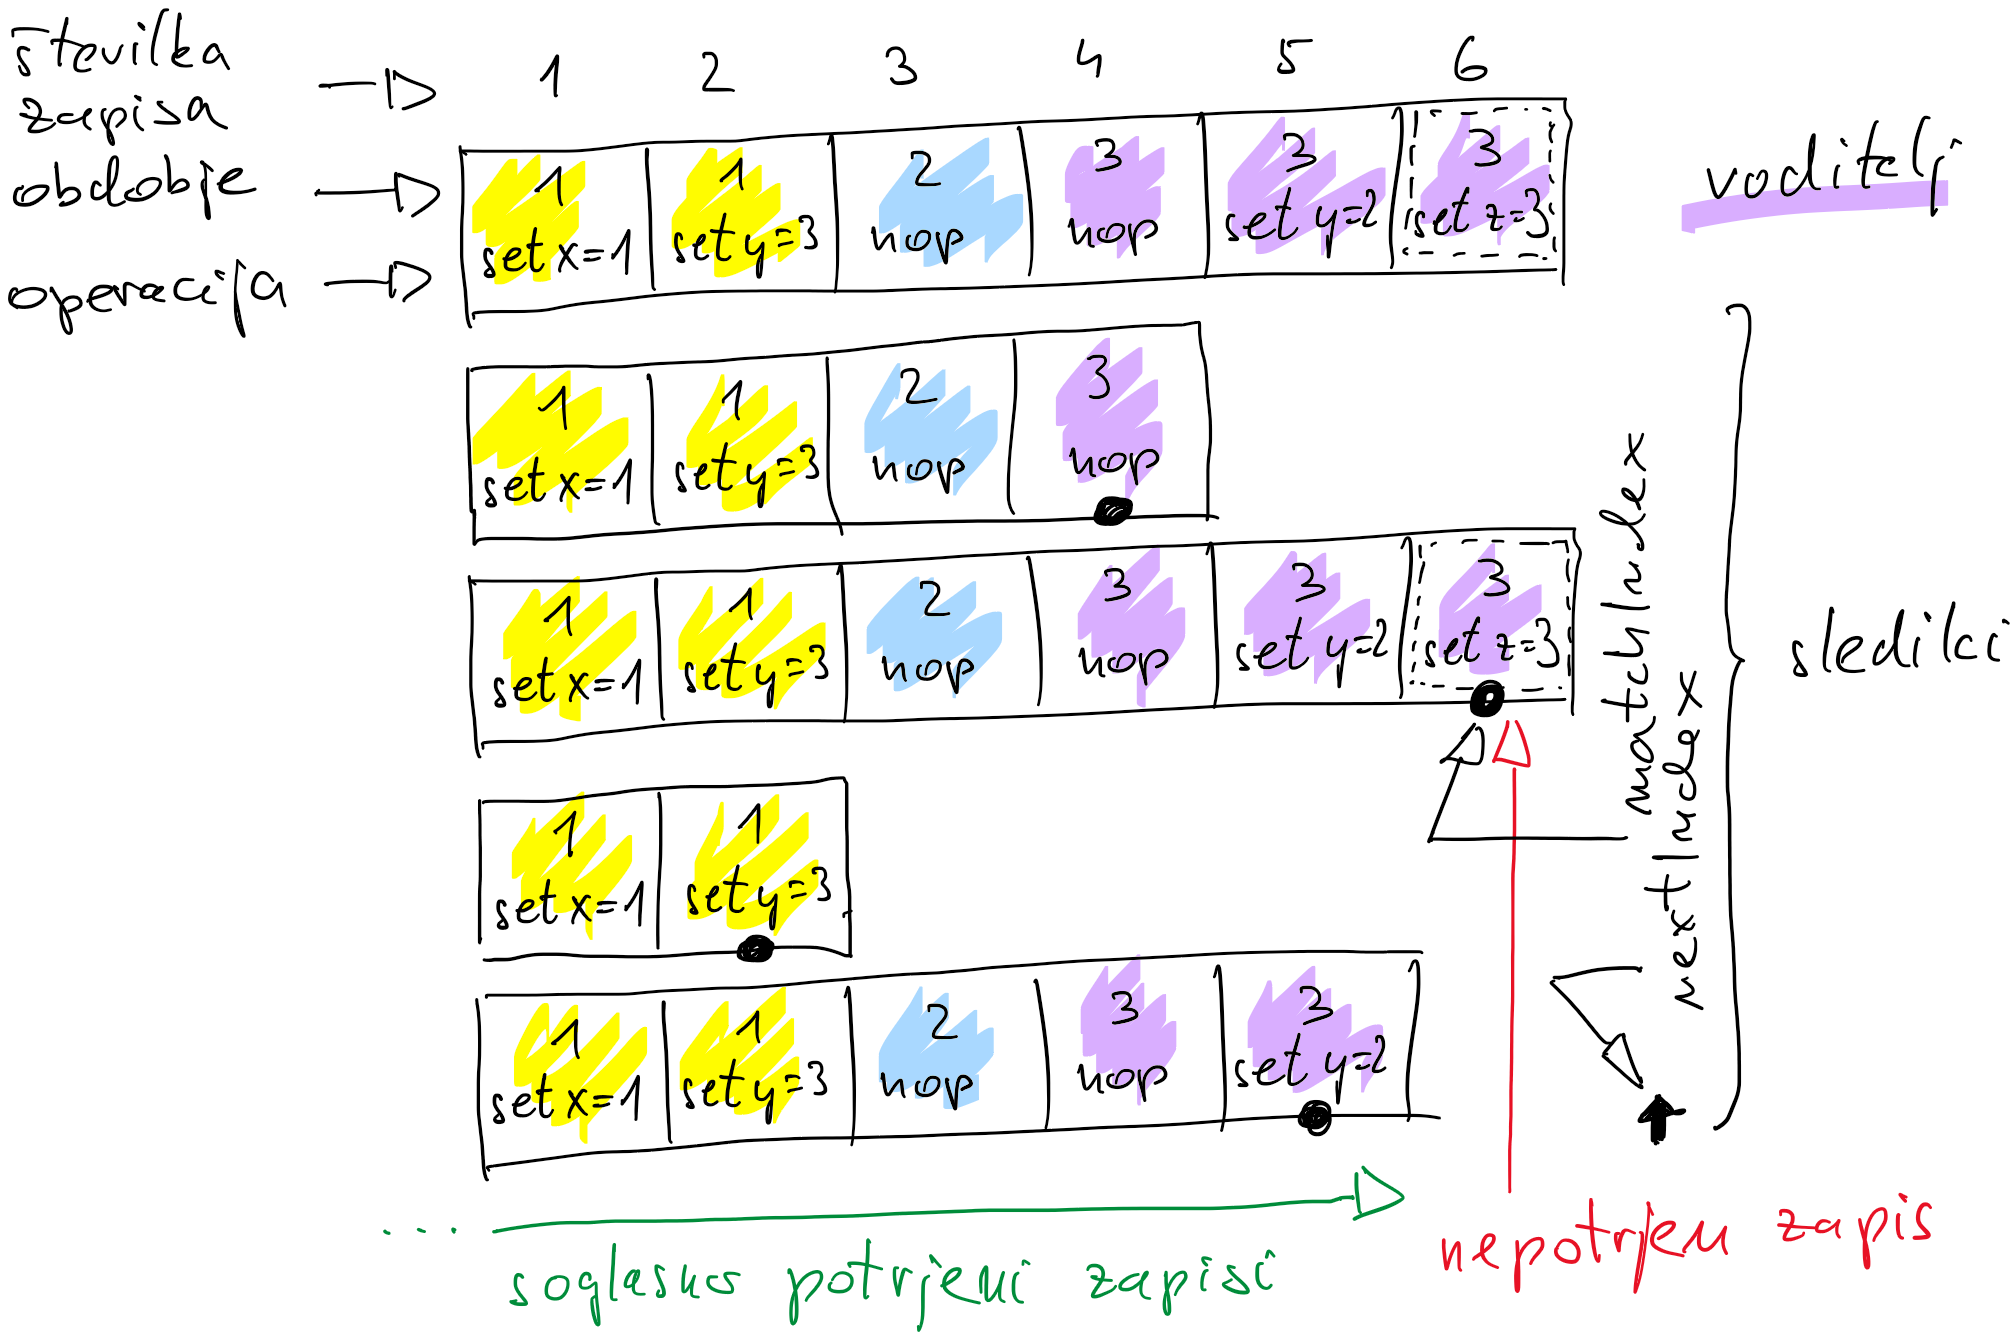 številka
zapisa
1 2 3 4 5 6
obdobje
operacija
1 1 2 3 3 3
set x=1 set y=3 nop nop set y=2 set z=3
voditelj
1 1 2 3
set x=1 set y=3 nop nop
1 1 2 3 3 3
set x=1 set y=3 nop nop set y=2 set z=3
1 1
set x=1 set y=3
1 1 2 3 3
set x=1 set y=3 nop nop set y=2
matchIndex
nextIndex
sledilci
... soglasno potrjeni zapisi
nepotrjen zapis